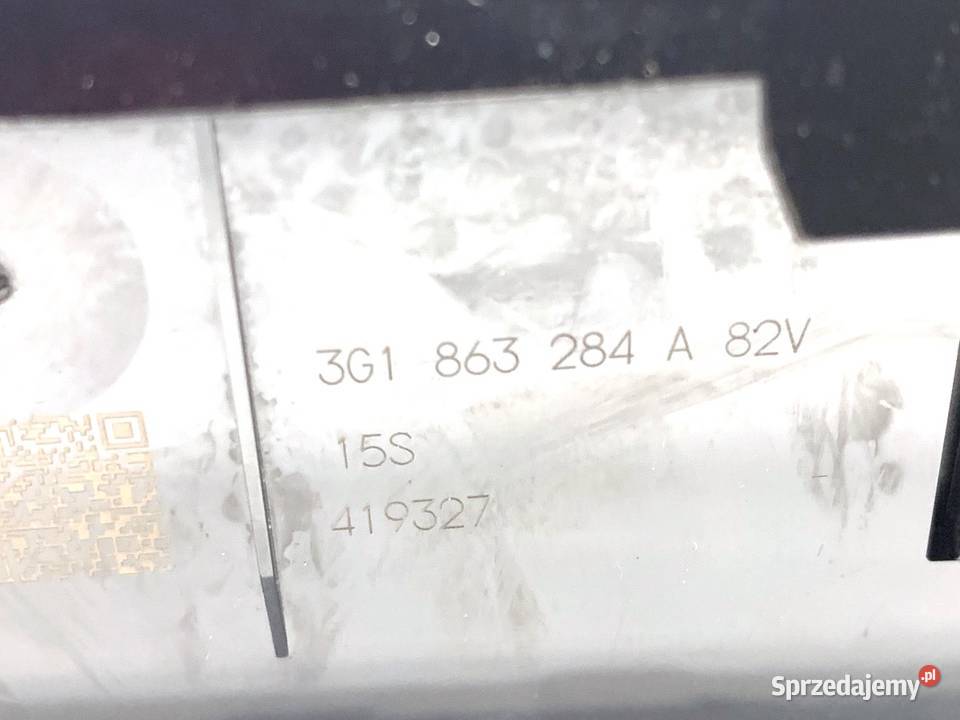 3G1 863 284 A 82V
15S
419327
Sprzedajemy.pl